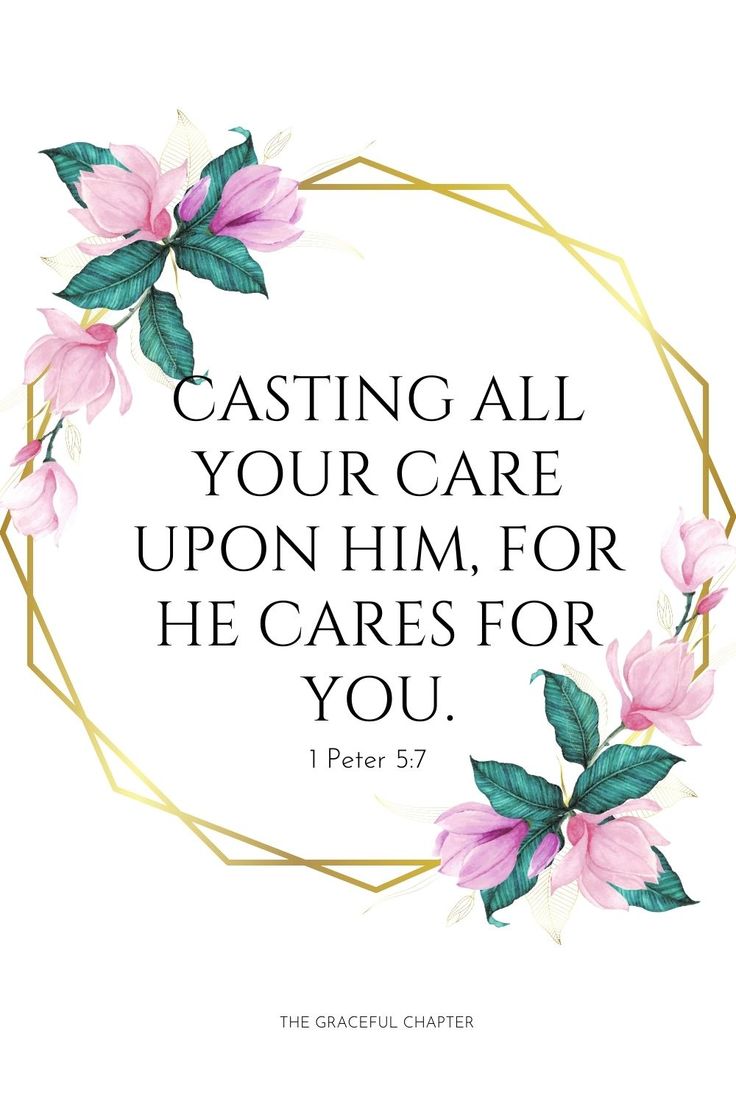 CASTING ALL
YOUR CARE
UPON HIM, FOR
HE CARES FOR
YOU.
1 Peter 5:7
THE GRACEFUL CHAPTER